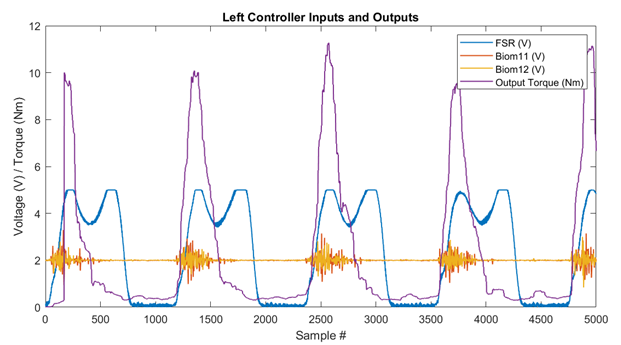 Left Controller Inputs and Outputs
12
10
8
6
4
2
0
Voltage (V) / Torque (Nm)
FSR (V)
Biom11 (V)
Biom12 (V)
Output Torque (Nm)
0 500 1000 1500 2000 2500 3000 3500 4000 4500 5000
Sample #